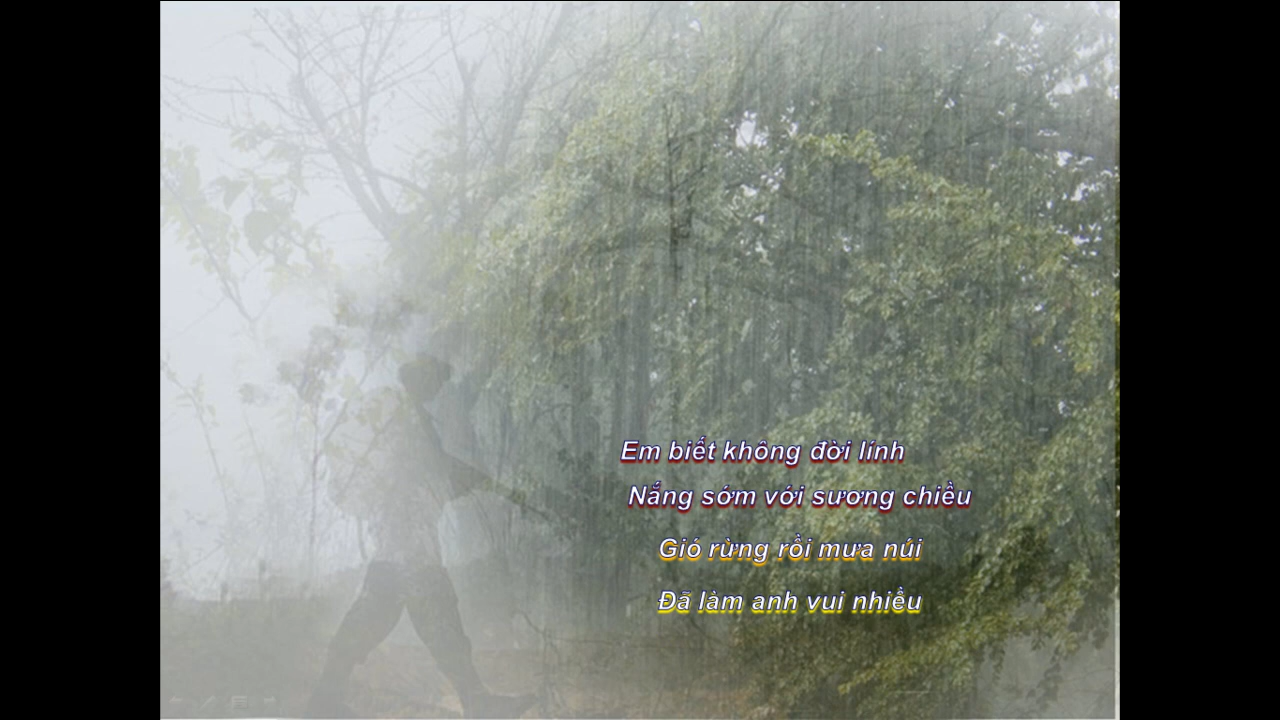 Em biết không đời lính
Nắng sớm với sương chiều
Gió rừng rồi mưa núi
Đã làm anh vui nhiều